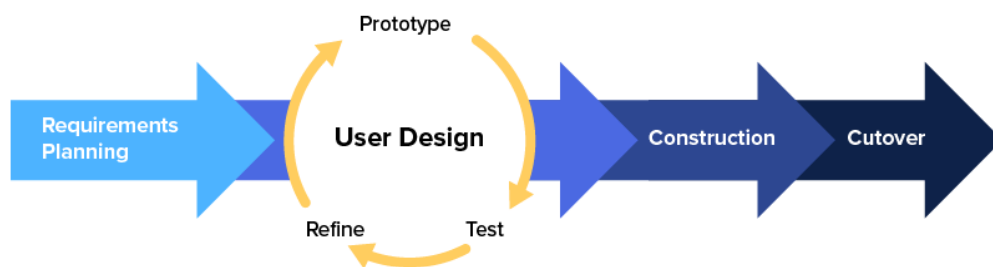 Prototype
Requirements
Planning
User Design
Construction
Cutover
Refine
Test